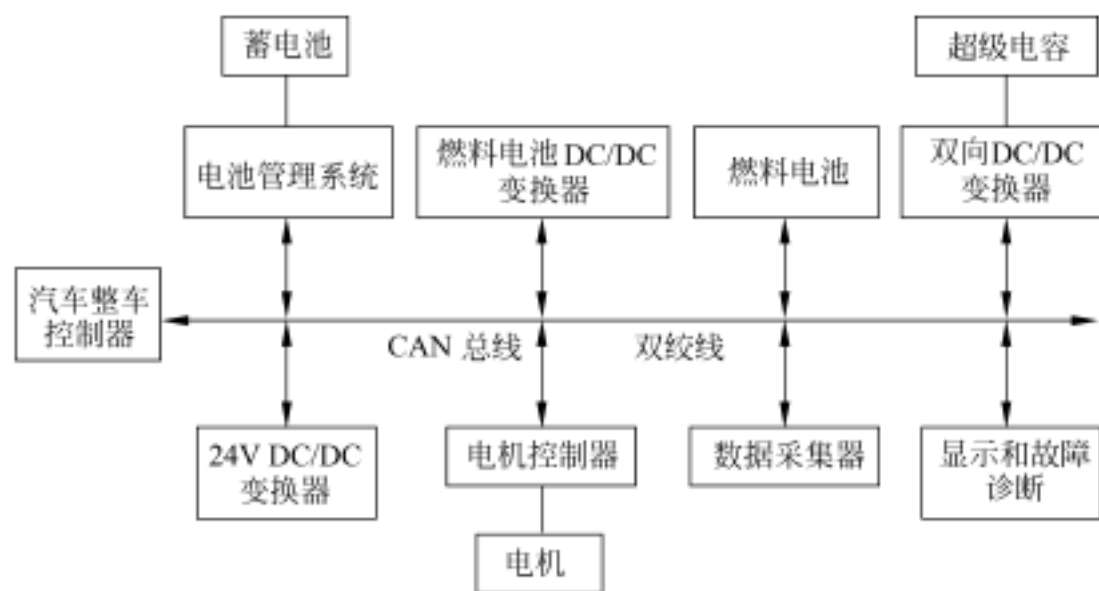 蓄电池
超级电容
电池管理系统
燃料电池 DC/DC
变换器
燃料电池
双向DC/DC
变换器
汽车整车
控制器
CAN 总线
双绞线
24V DC/DC
变换器
电机控制器
数据采集器
显示和故障
诊断
电机